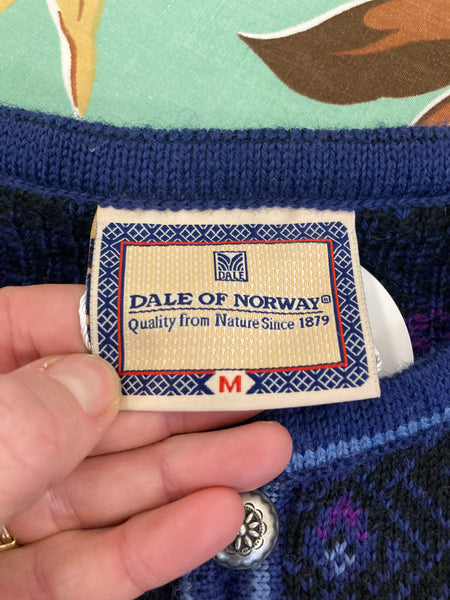 DALE
DALE OF NORWAY®
Quality from Nature Since 1879
M